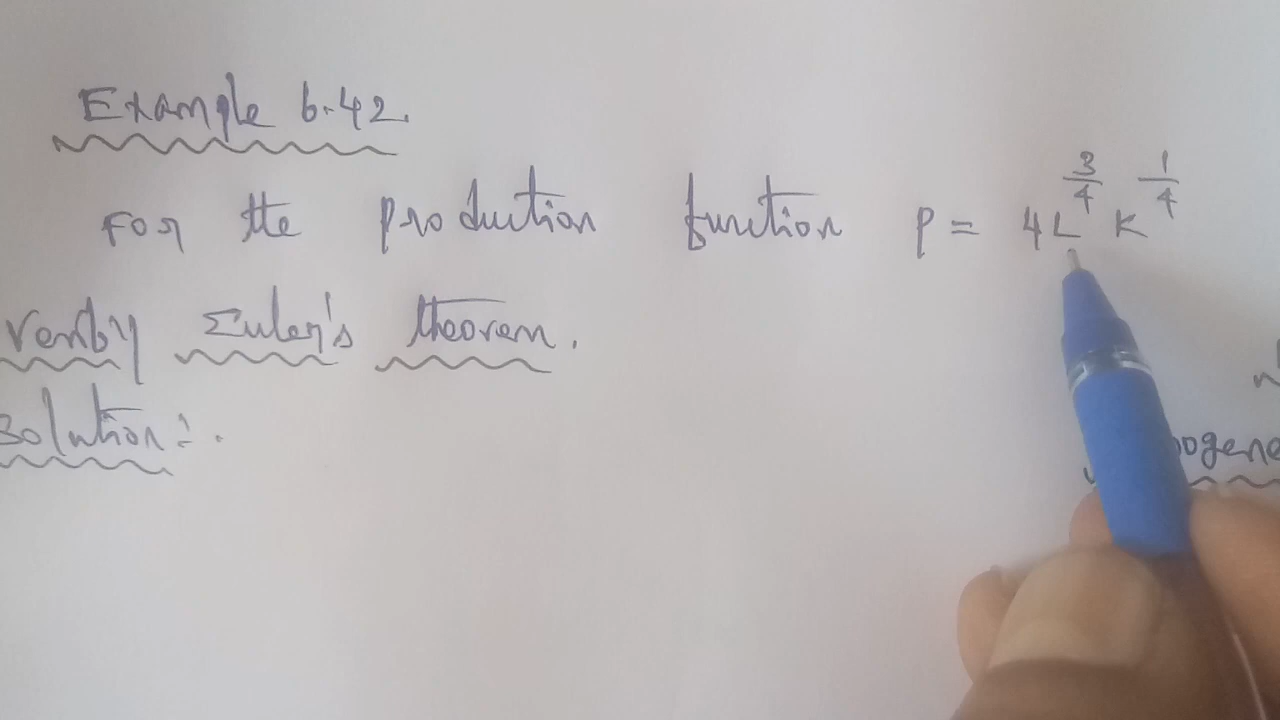 Example 6.42.
For the production function P = 4L^{3/4} K^{1/4}
Verify Euler's theorem.
Solution:.